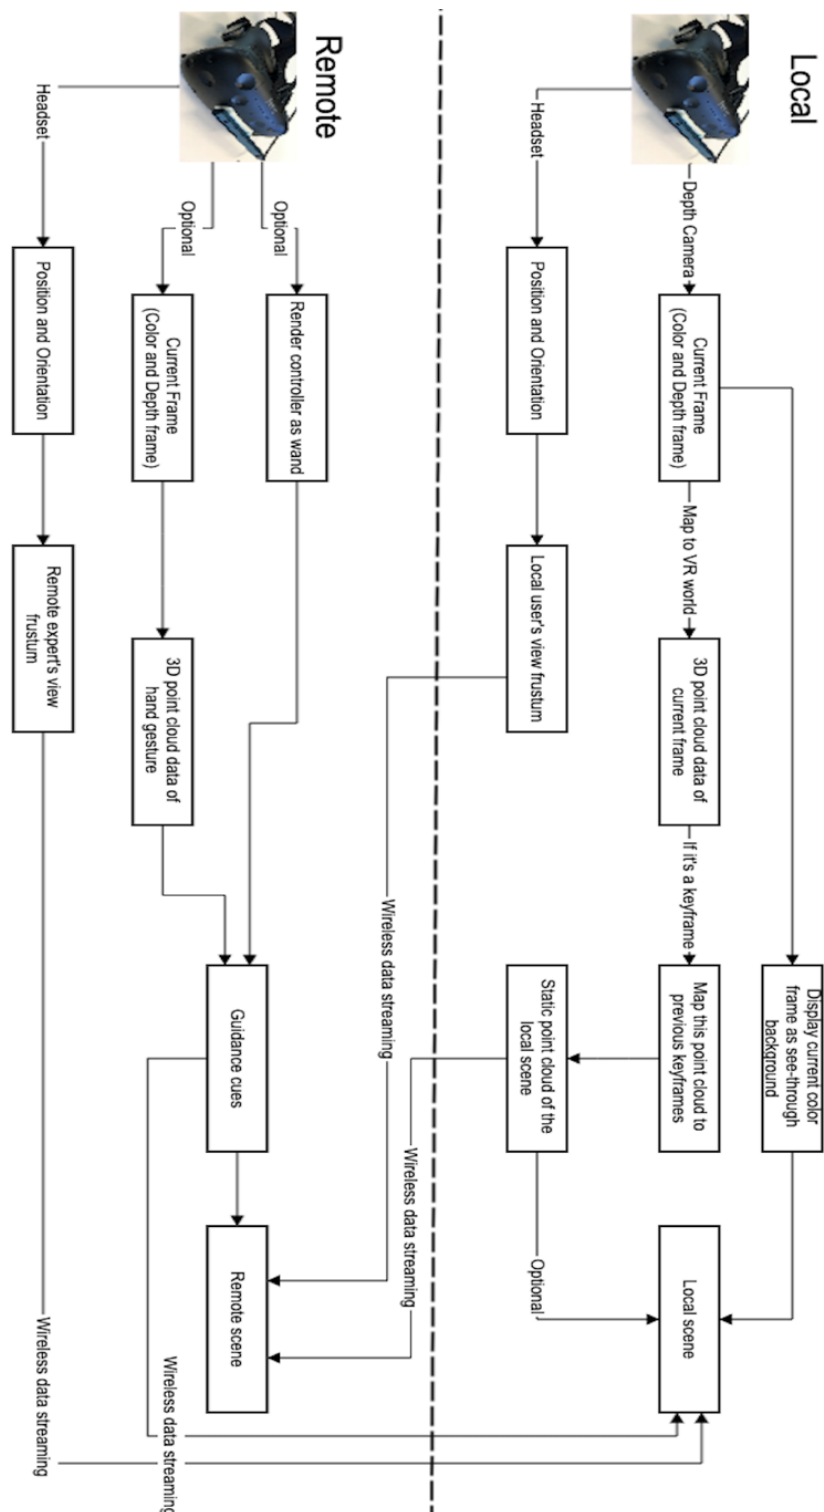 Local
Display current color
frame as see-through
background
Depth Camera
Current Frame
(Color and Depth frame)
Map to VR world
3D point cloud data of
current frame
If it's a keyframe
Map this point cloud to
previous keyframes
Local scene
Headset
Position and Orientation
Local user's view frustum
Static point cloud of the
local scene
Optional
Wireless data streaming
Wireless data streaming
Remote
Optional
Render controller as wand
Guidance cues
Remote scene
Optional
Current Frame
(Color and Depth frame)
3D point cloud data of
hand gesture
Wireless data streaming
Headset
Position and Orientation
Remote expert's view
frustum
Wireless data streaming